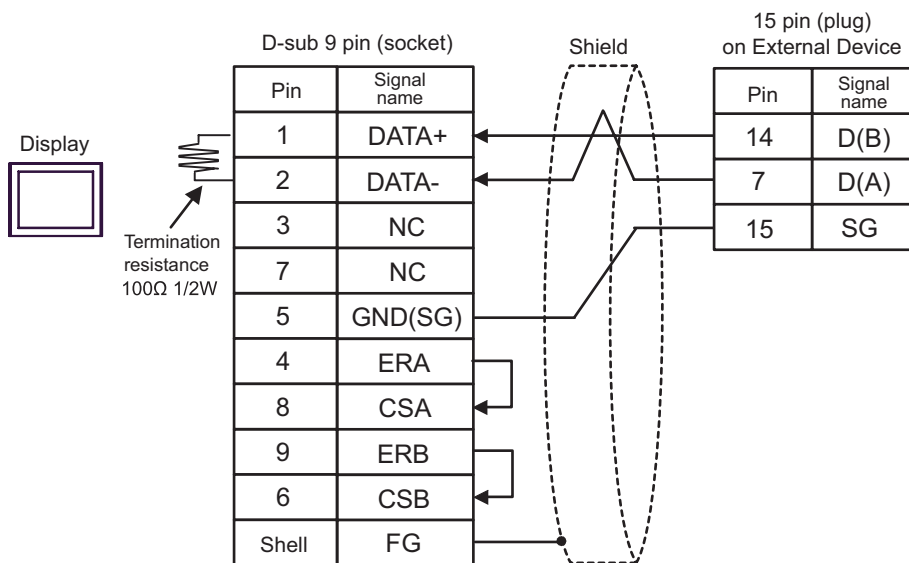 D-sub 9 pin (socket)
Shield
15 pin (plug)
on External Device
Display
Termination
resistance
100Ω 1/2W
Pin Signal name
1 DATA+
2 DATA-
3 NC
7 NC
5 GND(SG)
4 ERA
8 CSA
9 ERB
6 CSB
Shell FG
Pin Signal name
14 D(B)
7 D(A)
15 SG